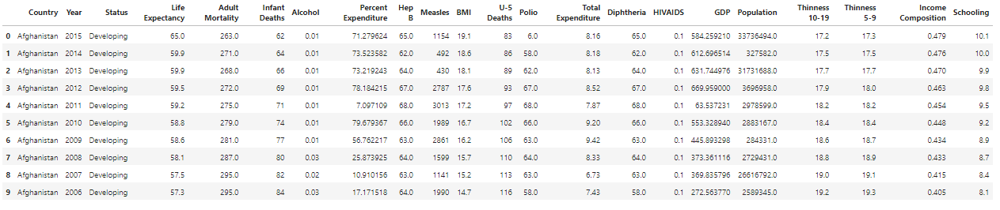 Country Year Status Life Expectancy Adult Mortality Infant Deaths Alcohol Percent Expenditure Hep B Measles BMI U-5 Deaths Polio Total Expenditure Diphtheria HIVAIDS GDP Population Thinness 10-19 Thinness 5-9 Income Composition Schooling
0 Afghanistan 2015 Developing 65.0 263.0 62 0.01 71.279624 65.0 1154 19.1 83 6.0 8.16 65.0 0.1 584.259210 33736494.0 17.2 17.3 0.479 10.1
1 Afghanistan 2014 Developing 59.9 271.0 64 0.01 73.523582 62.0 492 18.6 86 58.0 8.18 62.0 0.1 612.696514 327582.0 17.5 17.5 0.476 10.0
2 Afghanistan 2013 Developing 59.9 268.0 66 0.01 73.219243 64.0 430 18.1 89 62.0 8.13 64.0 0.1 631.744976 31731688.0 17.7 17.7 0.470 9.9
3 Afghanistan 2012 Developing 59.5 272.0 69 0.01 78.184215 67.0 2787 17.6 93 67.0 8.52 67.0 0.1 669.959000 3696958.0 17.9 18.0 0.463 9.8
4 Afghanistan 2011 Developing 59.2 275.0 71 0.01 7.097109 68.0 3013 17.2 97 68.0 7.87 68.0 0.1 63.537231 2978599.0 18.2 18.2 0.454 9.5
5 Afghanistan 2010 Developing 58.8 279.0 74 0.01 79.679367 66.0 1989 16.7 102 66.0 9.20 66.0 0.1 553.328940 2883167.0 18.4 18.4 0.448 9.2
6 Afghanistan 2009 Developing 58.6 281.0 77 0.01 56.762217 63.0 2861 16.2 106 63.0 9.42 63.0 0.1 445.893298 284331.0 18.6 18.7 0.434 8.9
7 Afghanistan 2008 Developing 58.1 287.0 80 0.03 25.873925 64.0 1599 15.7 110 64.0 8.33 64.0 0.1 373.361116 2729431.0 18.8 18.9 0.433 8.7
8 Afghanistan 2007 Developing 57.5 295.0 82 0.02 10.910156 63.0 1141 15.2 113 63.0 6.73 63.0 0.1 369.835796 26616792.0 19.0 19.1 0.415 8.4
9 Afghanistan 2006 Developing 57.3 295.0 84 0.03 17.171518 64.0 1990 14.7 116 58.0 7.43 58.0 0.1 272.563770 2589345.0 19.2 19.3 0.405 8.1